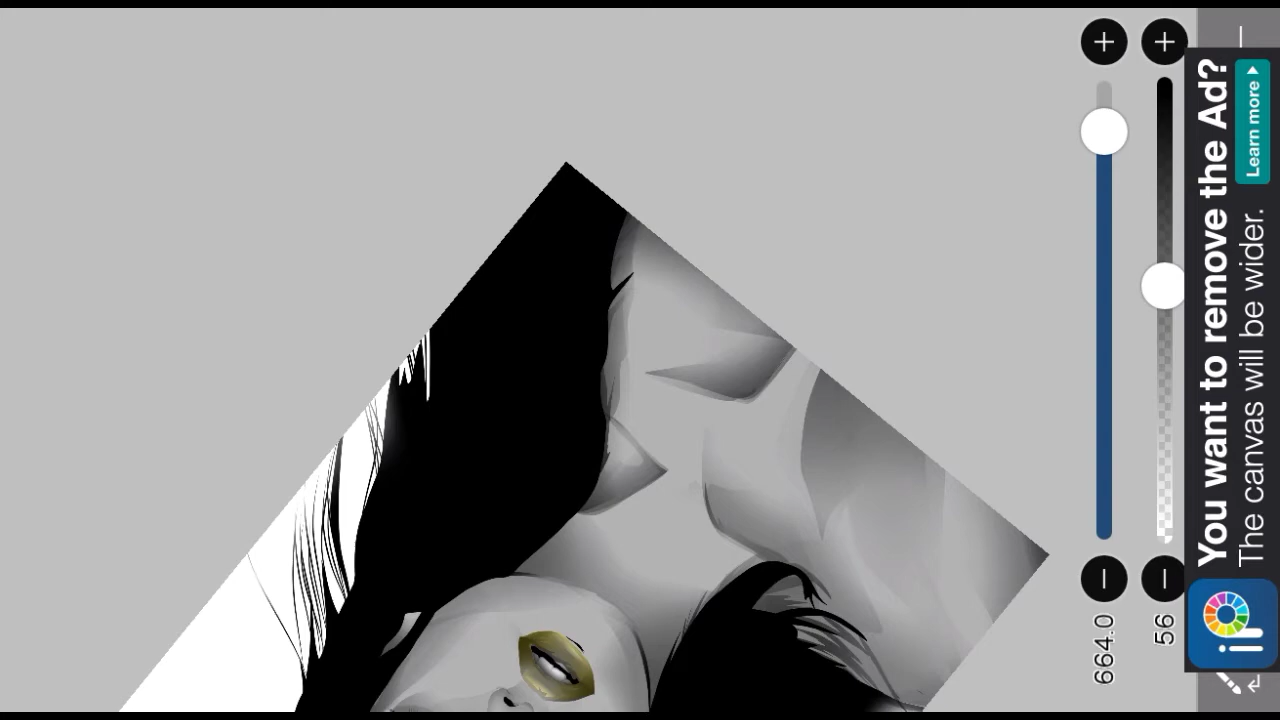 You want to remove the Ad?
The canvas will be wider.
Learn more
664.0
56